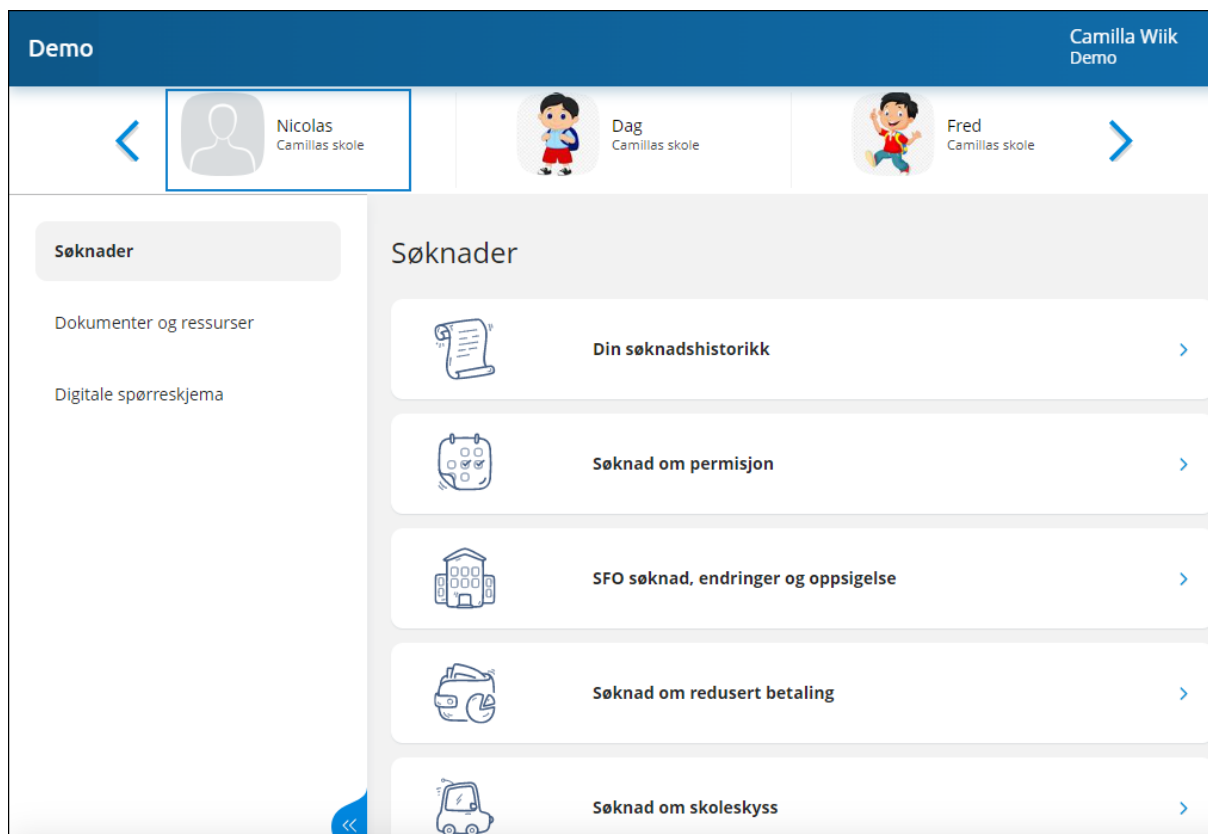 Demo
Camilla Wiik
Demo
Nicolas
Camillas skole
Dag
Camillas skole
Fred
Camillas skole
Søknader
Dokumenter og ressurser
Digitale spørreskjema
Søknader
Din søknadshistorikk
Søknad om permisjon
SFO søknad, endringer og oppsigelse
Søknad om redusert betaling
Søknad om skoleskyss